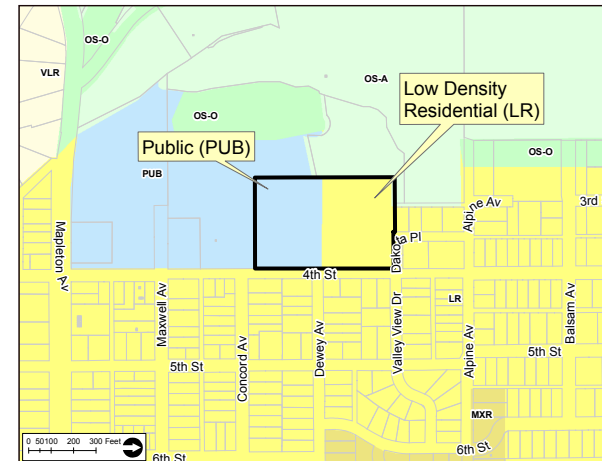 OS-O
VLR
OS-A
Low Density
Residential (LR)
OS-O
Public (PUB)
OS-O
PUB
Alpine Av
3rd
Mapleton Av
Dakota Pl
4th St
Maxwell Av
Concord Av
Dewey Av
Valley View Dr
LR
Alpine Av
Balsam Av
5th St
5th St
MXR
6th St
6th St
0 50100 200 300 Feet